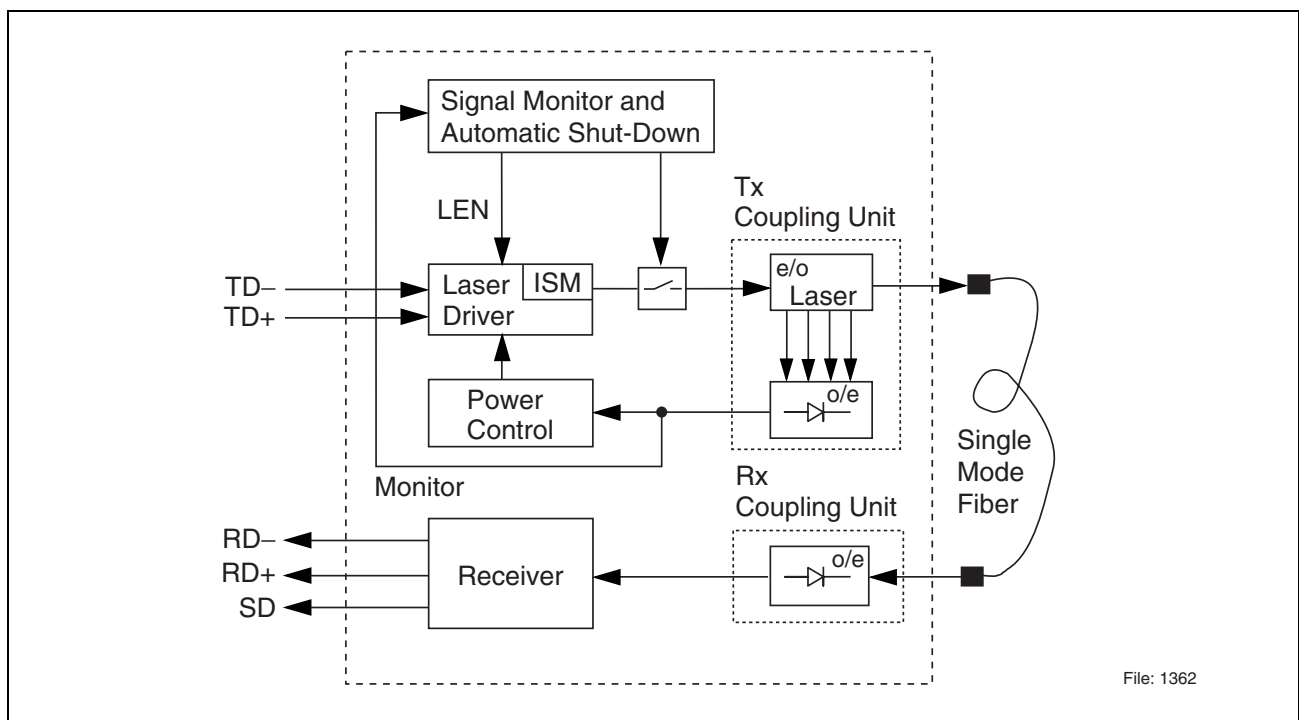 Signal Monitor and
Automatic Shut-Down
LEN
Tx
Coupling Unit
TD–
TD+
Laser
Driver
ISM
e/o
Laser
o/e
Power
Control
Monitor
Single
Mode
Fiber
Rx
Coupling Unit
RD–
RD+
SD
Receiver
o/e
File: 1362